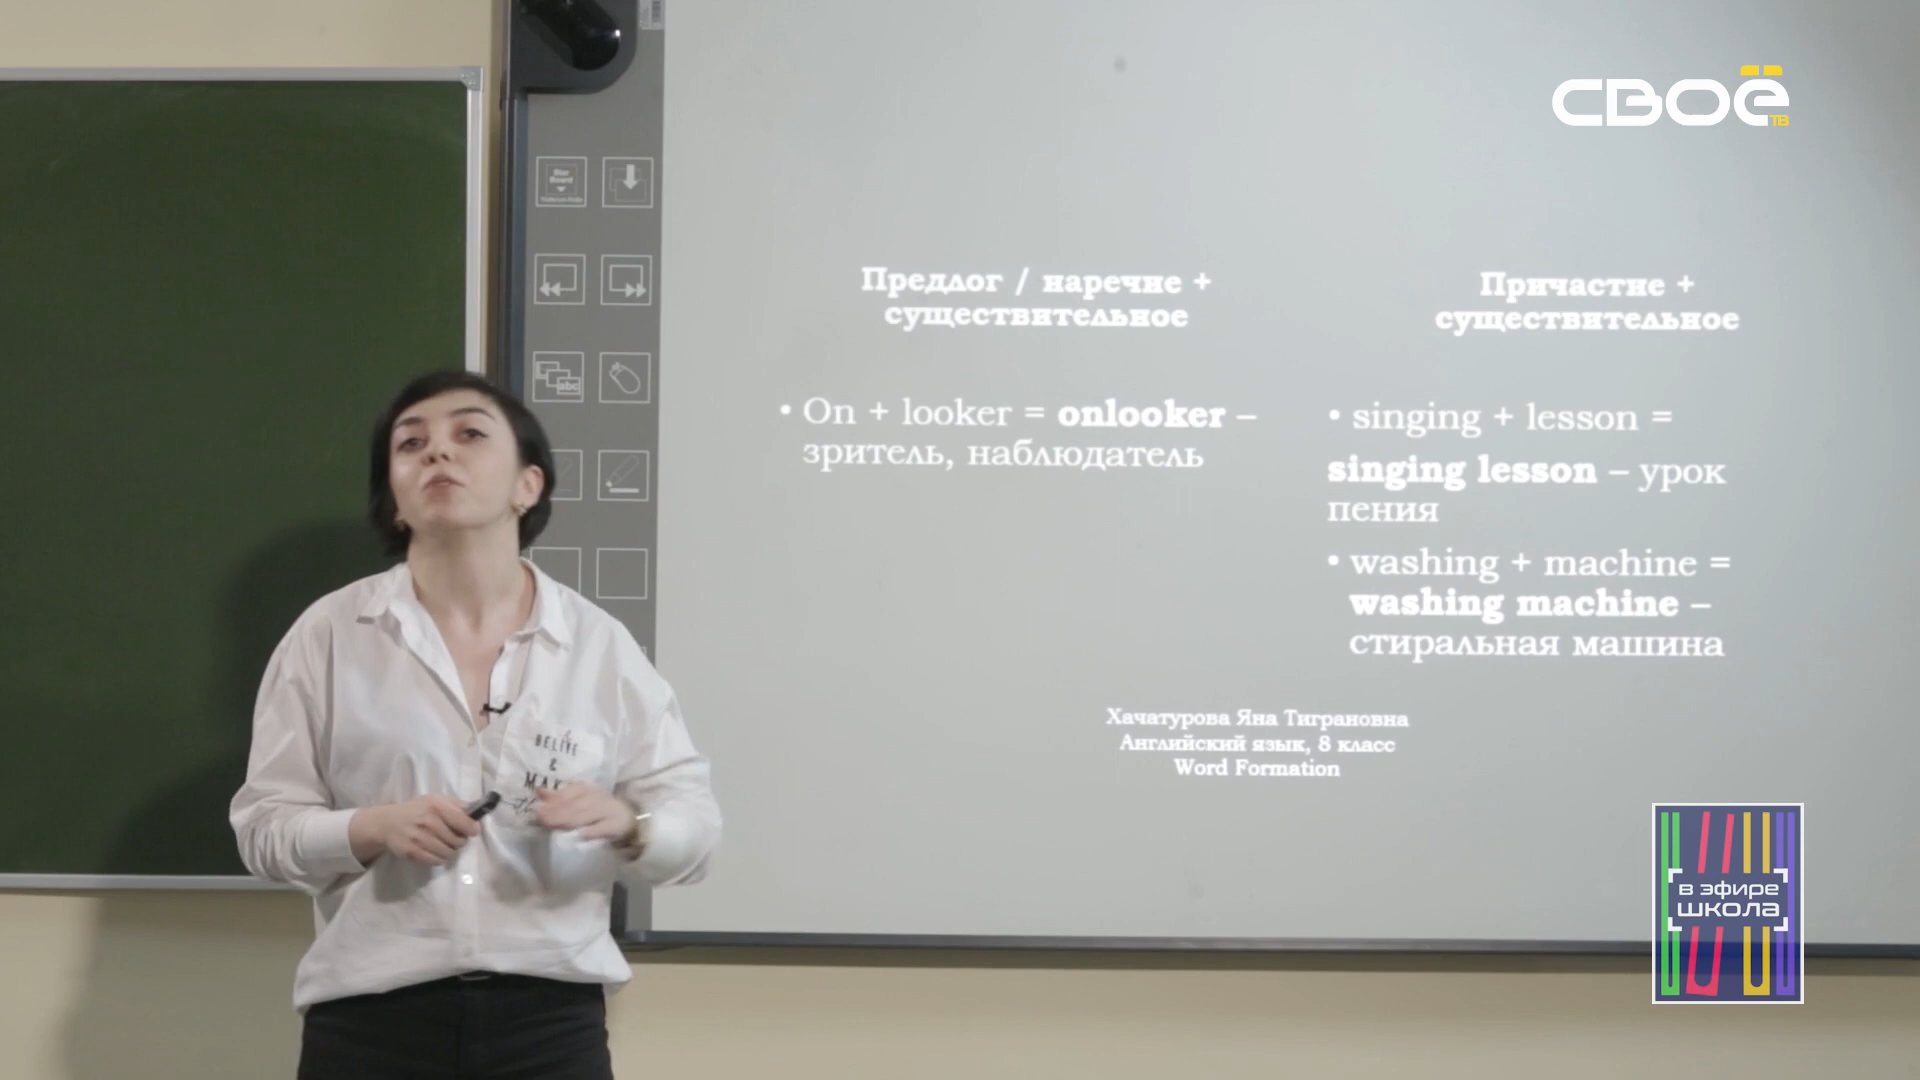 СВОЁ
ТВ
Предлог / наречие +
существительное
• On + looker = onlooker –
зритель, наблюдатель
Причастие +
существительное
• singing + lesson =
singing lesson – урок
пения
• washing + machine =
washing machine –
стиральная машина
Хачатурова Яна Тиграновна
Английский язык, 8 класс
Word Formation
abc
&
в эфире
школа